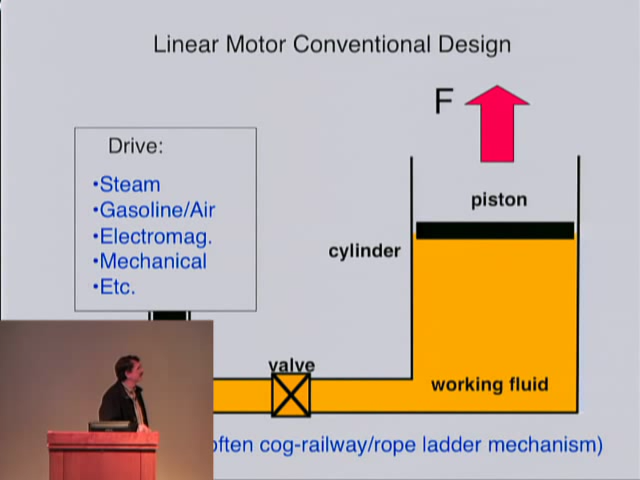 Linear Motor Conventional Design
F
Drive:
•Steam
•Gasoline/Air
•Electromag.
•Mechanical
•Etc.
piston
cylinder
valve
working fluid
often cog-railway/rope ladder mechanism)